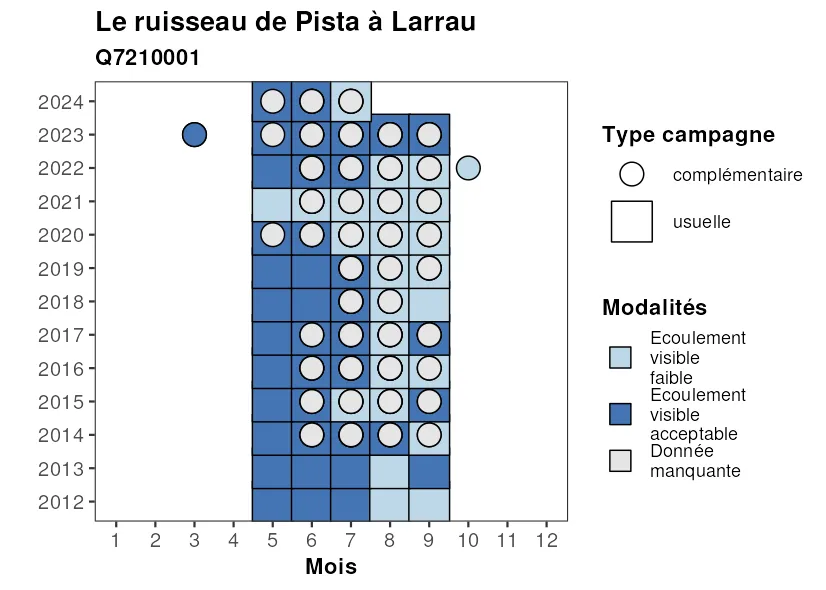 Le ruisseau de Pista à Larrau
Q7210001
2024
2023
2022
2021
2020
2019
2018
2017
2016
2015
2014
2013
2012
1 2 3 4 5 6 7 8 9 10 11 12
Mois
Type campagne
complémentaire
usuelle
Modalités
Ecoulement
visible
faible
Ecoulement
visible
acceptable
Donnée
manquante